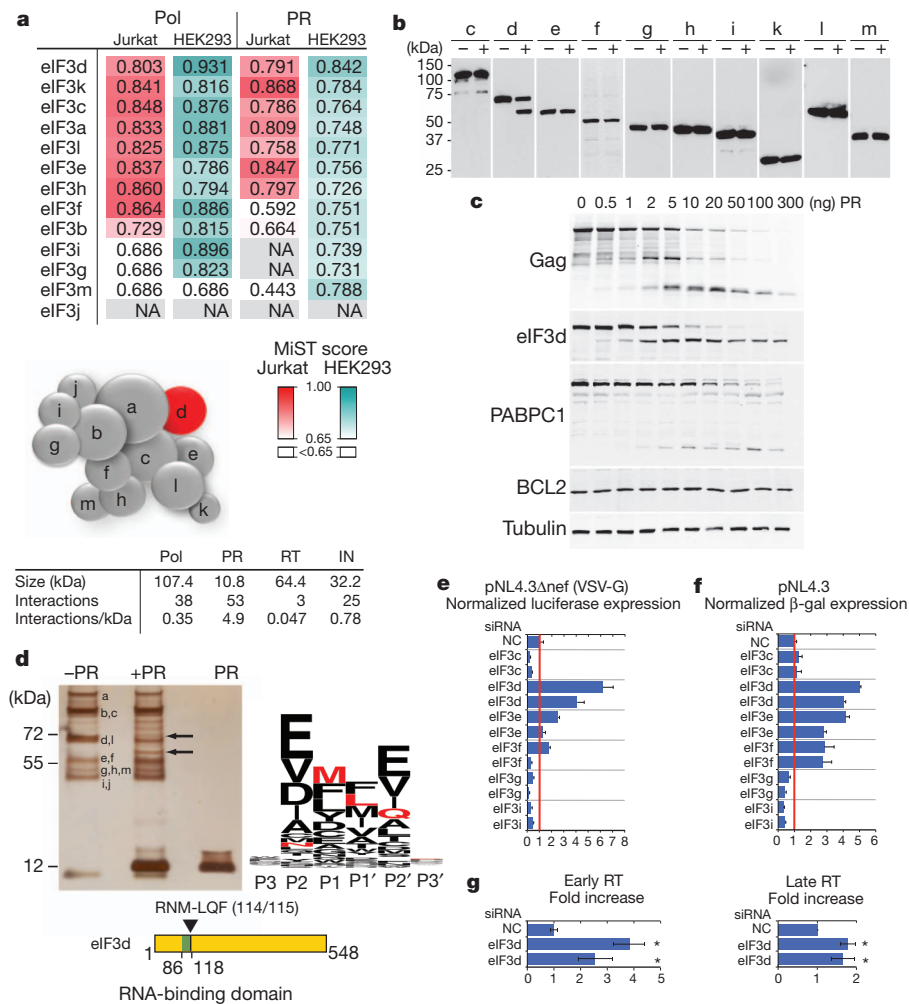 a
Pol PR
Jurkat HEK293 Jurkat HEK293
eIF3d 0.803 0.931 0.791 0.842
eIF3k 0.841 0.816 0.868 0.784
eIF3c 0.848 0.876 0.786 0.764
eIF3a 0.833 0.881 0.809 0.748
eIF3l 0.825 0.875 0.758 0.771
eIF3e 0.837 0.786 0.847 0.756
eIF3h 0.860 0.794 0.797 0.726
eIF3f 0.864 0.886 0.592 0.751
eIF3b 0.729 0.815 0.664 0.751
eIF3i 0.686 0.896 NA 0.739
eIF3g 0.686 0.823 NA 0.731
eIF3m 0.686 0.686 0.443 0.788
eIF3j NA NA NA NA
j
a
d
i
b
g
c
e
f
l
m
h
k
MiST score
Jurkat HEK293
1.00
0.65
<0.65
Pol PR RT IN
Size (kDa) 107.4 10.8 64.4 32.2
Interactions 38 53 3 25
Interactions/kDa 0.35 4.9 0.047 0.78
b
c d e f g h i k l m
(kDa) − + − + − + − + − + − + − + − + − + − +
150
100
75
50
37
25
c
0 0.5 1 2 5 10 20 50 100 300 (ng) PR
Gag
eIF3d
PABPC1
BCL2
Tubulin
d
−PR +PR PR
(kDa)
72
55
12
a
b,c
d,l
e,f
g,h,m
i,j
P3 P2 P1 P1′ P2′ P3′
RNM-LQF (114/115)
eIF3d
1
548
86 118
RNA-binding domain
e
pNL4.3Δnef (VSV-G)
Normalized luciferase expression
siRNA
NC
eIF3c
eIF3c
eIF3d
eIF3d
eIF3e
eIF3e
eIF3f
eIF3f
eIF3g
eIF3g
eIF3i
eIF3i
0 1 2 3 4 5 6 7 8
f
pNL4.3
Normalized β-gal expression
siRNA
NC
eIF3c
eIF3c
eIF3d
eIF3d
eIF3e
eIF3e
eIF3f
eIF3f
eIF3g
eIF3g
eIF3i
eIF3i
0 1 2 3 4 5 6
g
Early RT
Fold increase
siRNA
NC
eIF3d *
eIF3d *
0 1 2 3 4 5
Late RT
Fold increase
siRNA
NC
eIF3d *
eIF3d *
0 1 2